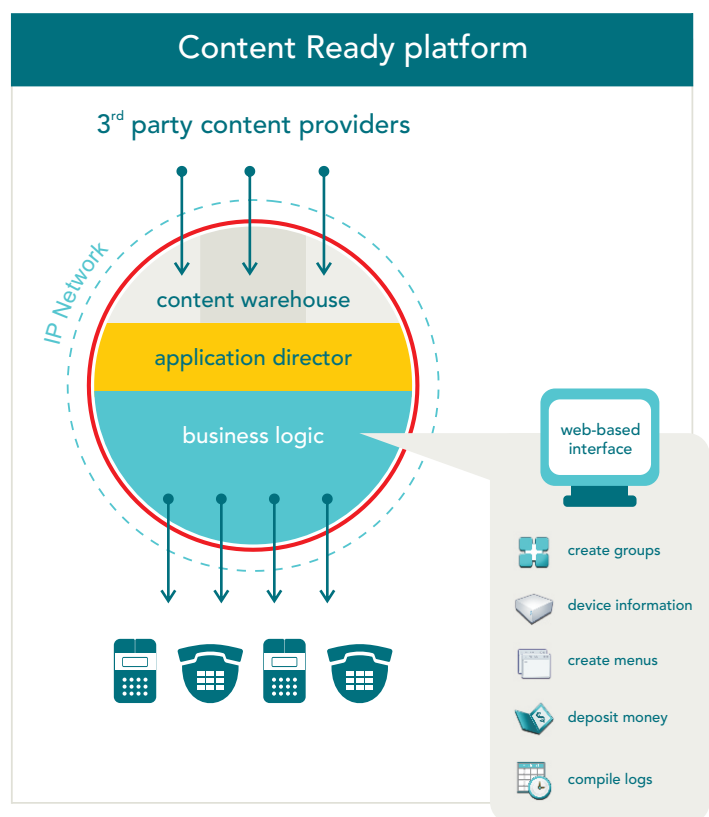 Content Ready platform
3rd party content providers
IP Network
content warehouse
application director
business logic
web-based
interface
create groups
device information
create menus
deposit money
$
compile logs